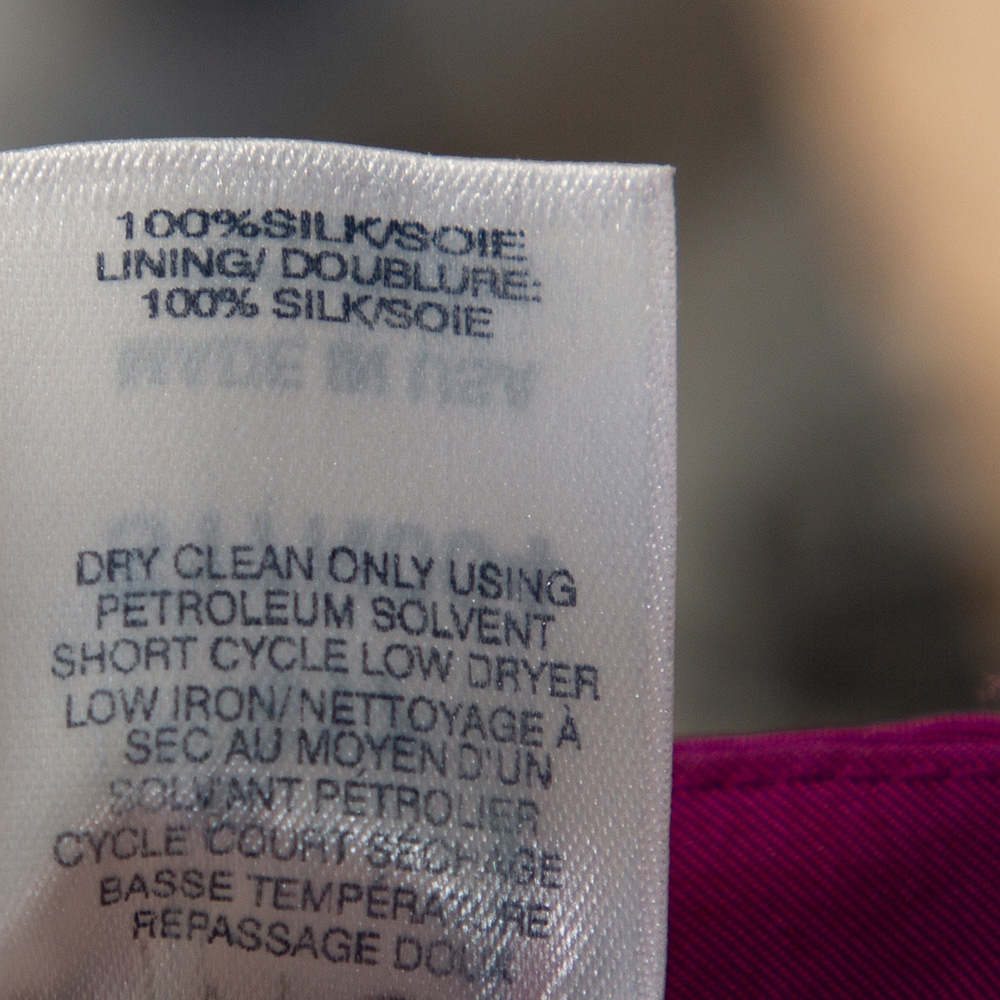 100%SILK/SOIE
LINING/ DOUBLURE:
100% SILK/SOIE
DRY CLEAN ONLY USING
PETROLEUM SOLVENT
SHORT CYCLE LOW DRYER
LOW IRON/NETTOYAGE À
SEC AU MOYEN D'UN
SOLVANT PÉTROLIER
CYCLE COURT SÉCHAGE
BASSE TEMPÉRATURE
REPASSAGE DOUX